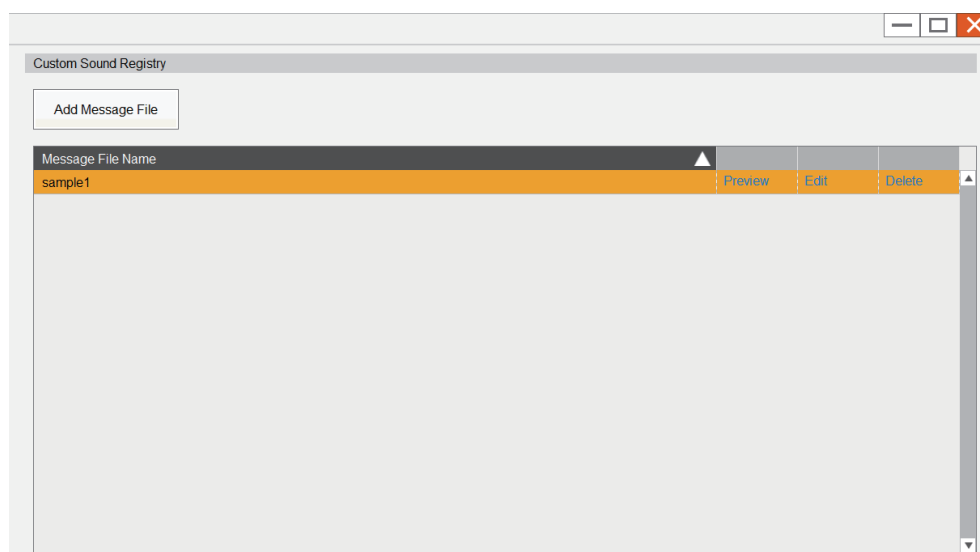 Custom Sound Registry
Add Message File
Message File Name
sample1 Preview Edit Delete